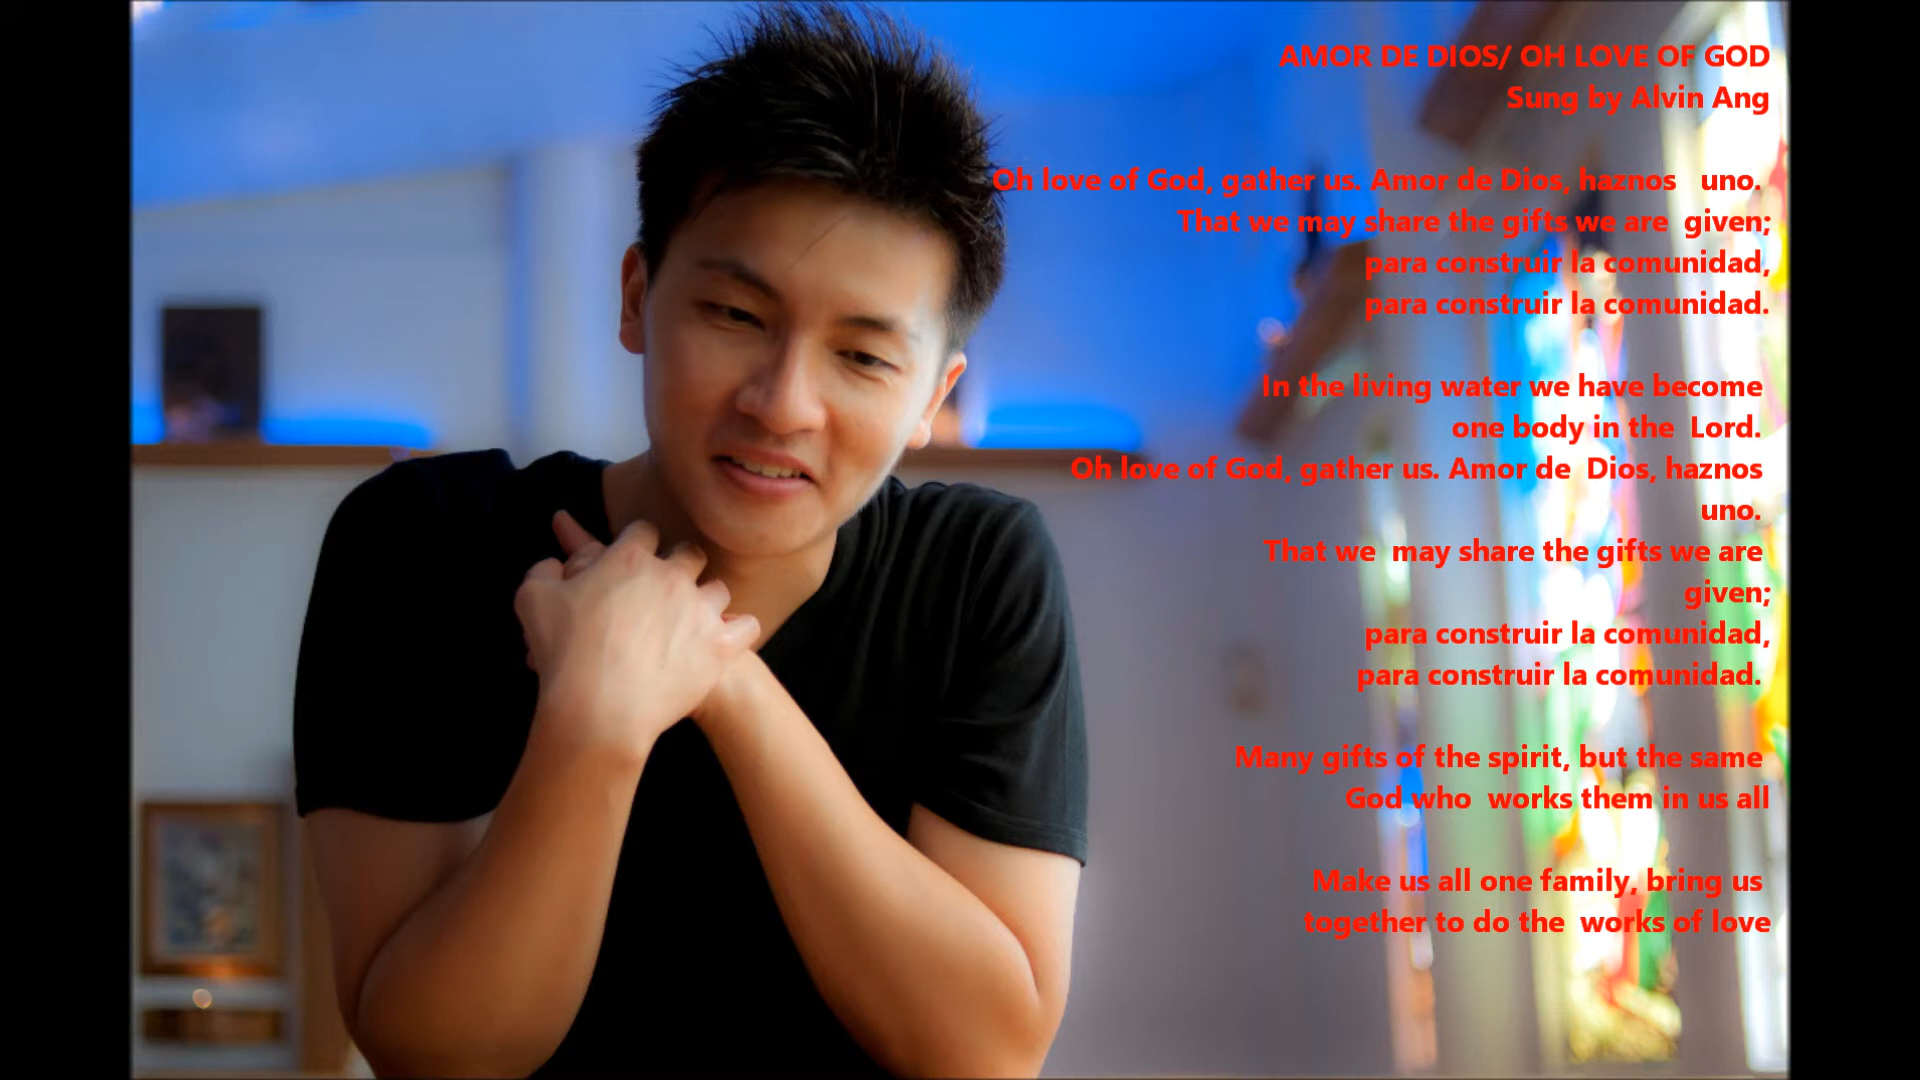 AMOR DE DIOS/ OH LOVE OF GOD
Sung by Alvin Ang
Oh love of God, gather us. Amor de Dios, haznos uno.
That we may share the gifts we are given;
para construir la comunidad,
para construir la comunidad.
In the living water we have become
one body in the Lord.
Oh love of God, gather us. Amor de Dios, haznos
uno.
That we may share the gifts we are
given;
para construir la comunidad,
para construir la comunidad.
Many gifts of the spirit, but the same
God who works them in us all
Make us all one family, bring us
together to do the works of love